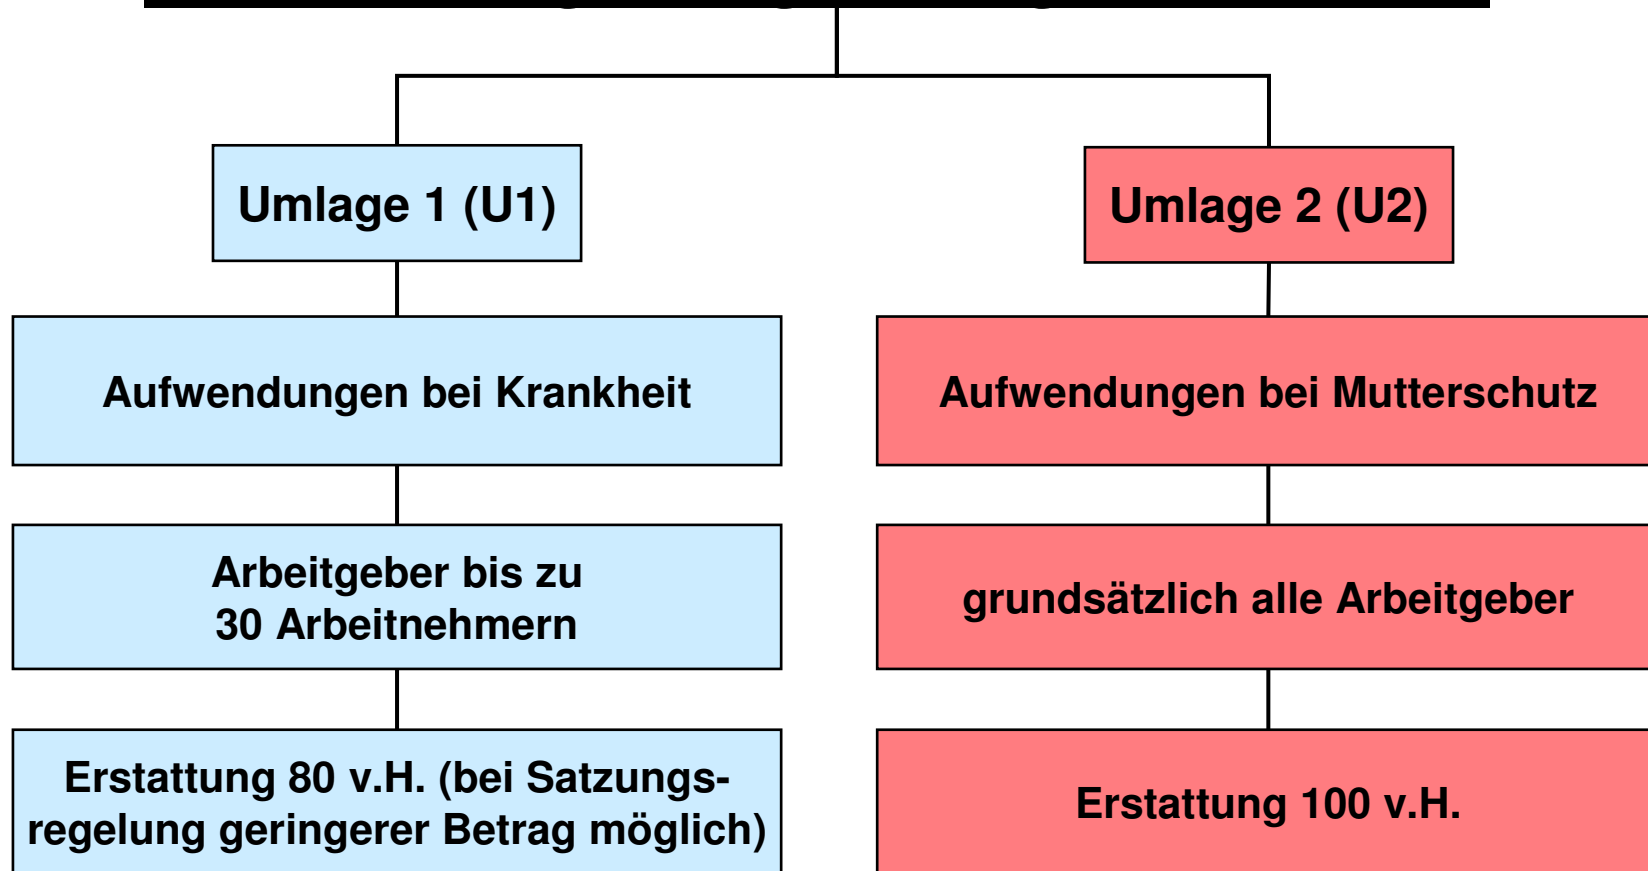 Umlage 1 (U1)
Aufwendungen bei Krankheit
Arbeitgeber bis zu
30 Arbeitnehmern
Erstattung 80 v.H. (bei Satzungs-
regelung geringerer Betrag möglich)
Umlage 2 (U2)
Aufwendungen bei Mutterschutz
grundsätzlich alle Arbeitgeber
Erstattung 100 v.H.